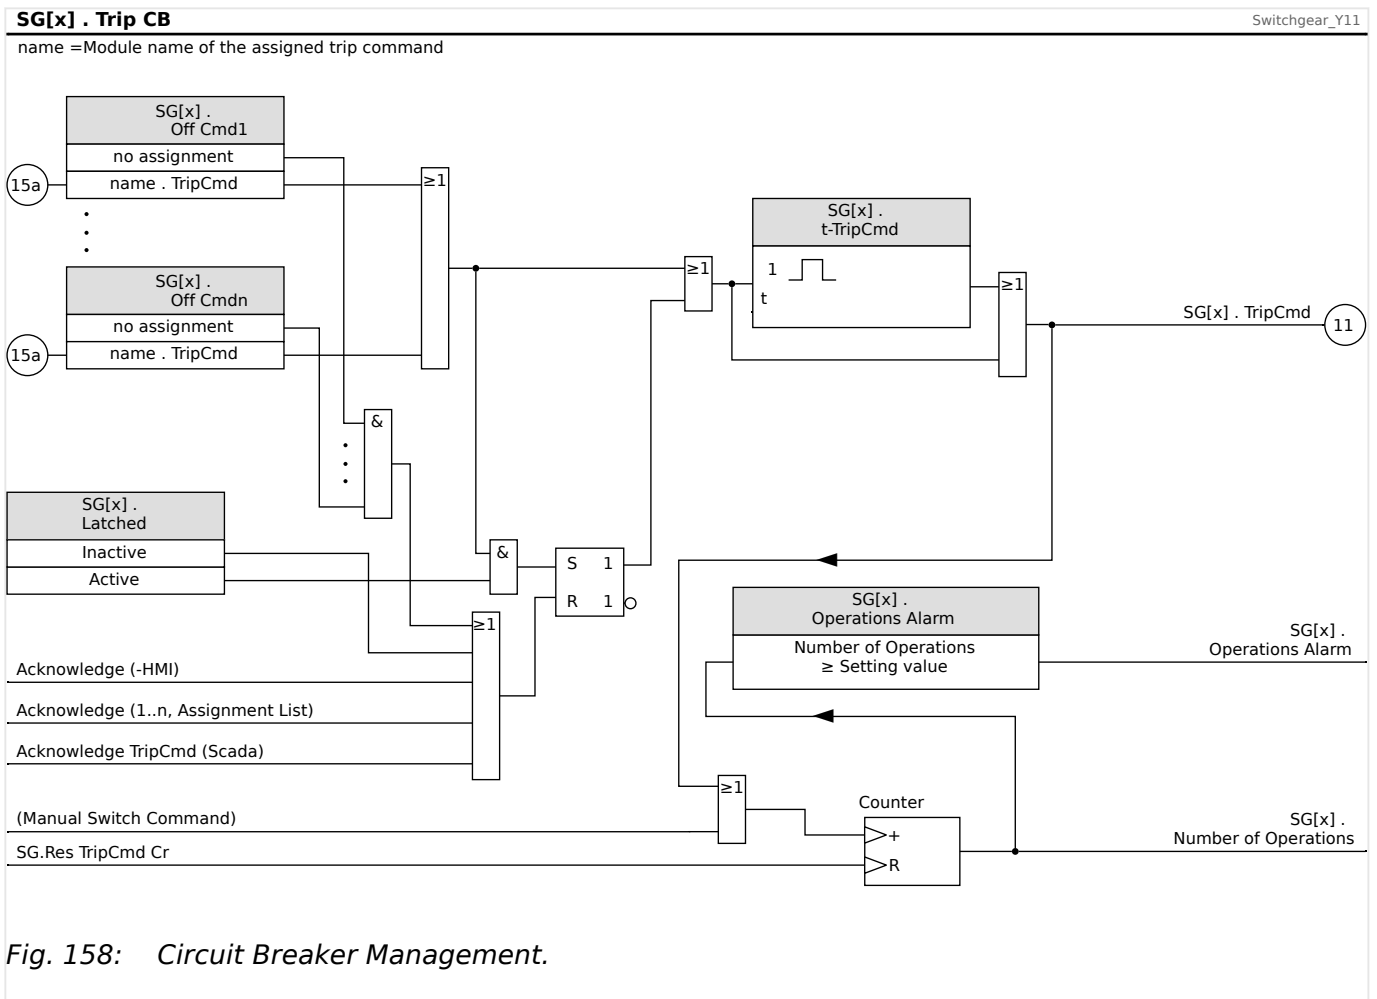 SG[x] . Trip CB
Switchgear_Y11
name =Module name of the assigned trip command
SG[x] .
Off Cmd1
no assignment
15a
name . TripCmd
≥1
SG[x] .
t-TripCmd
1
t
≥1
≥1
SG[x] . TripCmd
11
SG[x] .
Off Cmdn
no assignment
15a
name . TripCmd
&
SG[x] .
Latched
Inactive
Active
&
S 1
R 1
≥1
Acknowledge (-HMI)
Acknowledge (1..n, Assignment List)
Acknowledge TripCmd (Scada)
SG[x] .
Operations Alarm
Number of Operations
≥ Setting value
SG[x] .
Operations Alarm
≥1
(Manual Switch Command)
SG.Res TripCmd Cr
Counter
+
R
SG[x] .
Number of Operations
Fig. 158: Circuit Breaker Management.